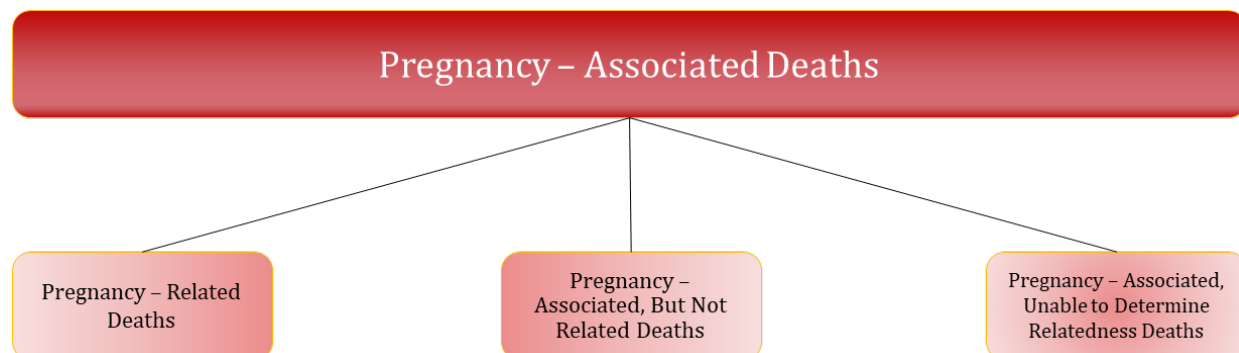 Pregnancy – Associated Deaths
Pregnancy – Related
Deaths
Pregnancy –
Associated, But Not
Related Deaths
Pregnancy – Associated,
Unable to Determine
Relatedness Deaths